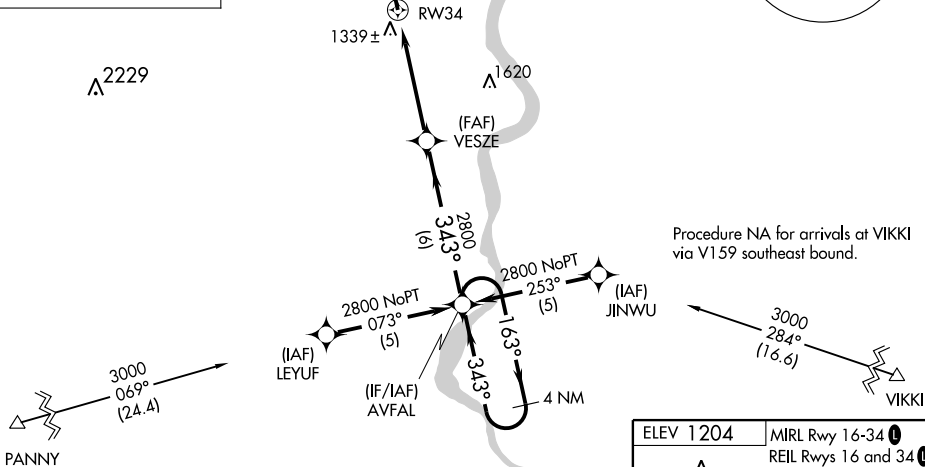 RW34
1339±
2229
1620
(FAF)
VESZE
2800
343°
(6)
Procedure NA for arrivals at VIKKI
via V159 southeast bound.
2800 NoPT
253°
(5)
(IAF)
JINWU
2800 NoPT
073°
(5)
(IAF)
LEYUF
163°
343°
3000
284°
(16.6)
3000
069°
(24.4)
(IF/IAF)
AVFAL
4 NM
VIKKI
PANNY
ELEV 1204
MIRL Rwy 16-34 L
REIL Rwys 16 and 34 L